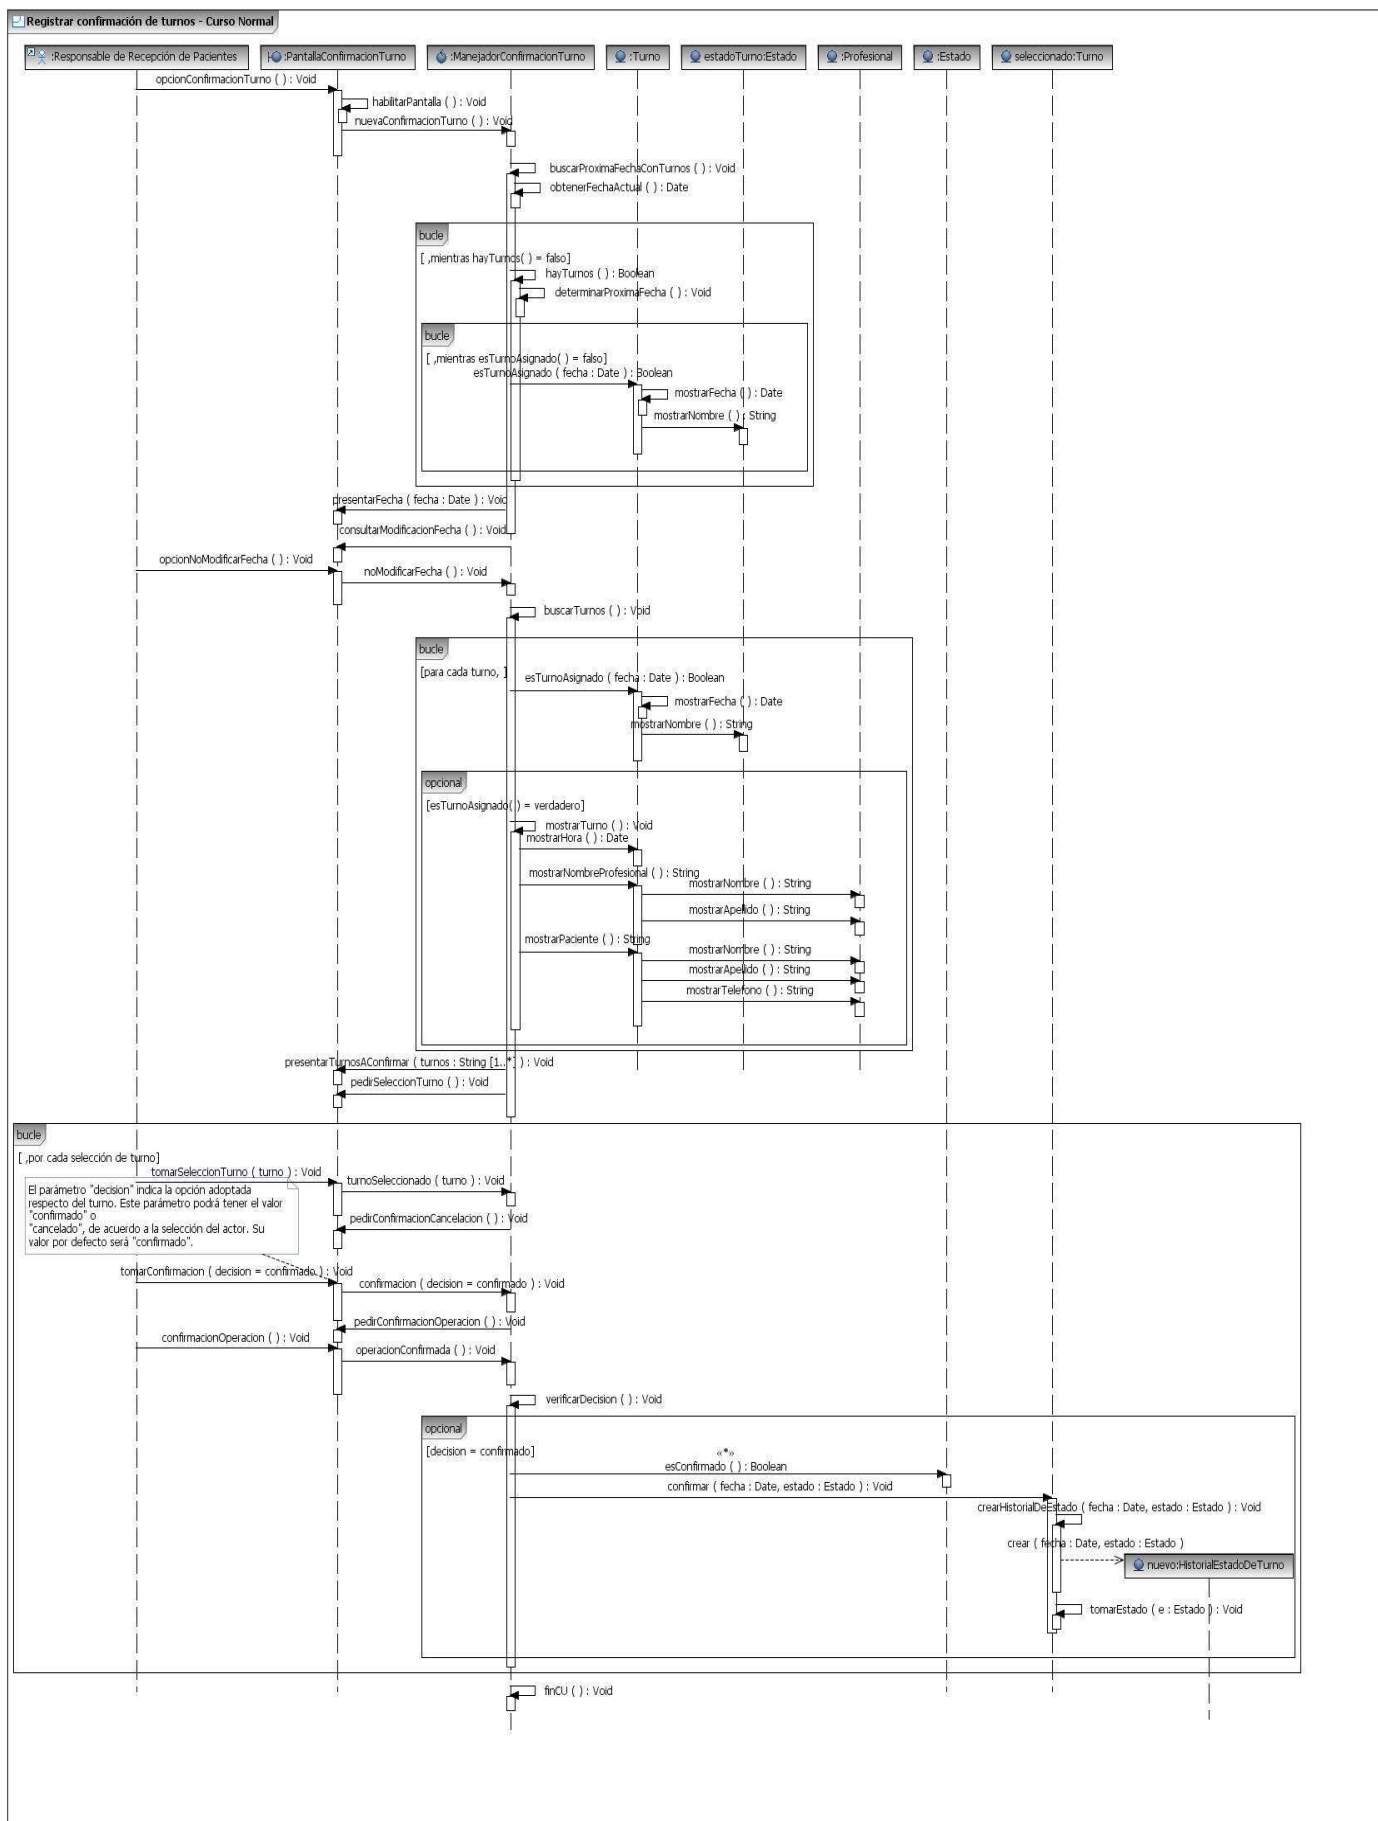 Registrar confirmación de turnos - Curso Normal
:Responsable de Recepción de Pacientes
:PantallaConfirmacionTurno
:ManejadorConfirmacionTurno
:Turno
estadoTurno:Estado
:Profesional
:Estado
seleccionado:Turno
opcionConfirmacionTurno ( ) : Void
habilitarPantalla ( ) : Void
nuevaConfirmacionTurno ( ) : Void
buscarProximaFechaConTurnos ( ) : Void
obtenerFechaActual ( ) : Date
bucle
[ ,mientras hayTurnos( ) = falso]
hayTurnos ( ) : Boolean
determinarProximaFecha ( ) : Void
bucle
[ ,mientras esTurnoAsignado( ) = falso]
esTurnoAsignado ( fecha : Date ) : Boolean
mostrarFecha ( ) : Date
mostrarNombre ( ) : String
presentarFecha ( fecha : Date ) : Void
consultarModificacionFecha ( ) : Void
opcionNoModificarFecha ( ) : Void
noModificarFecha ( ) : Void
buscarTurnos ( ) : Void
bucle
[para cada turno, ]
esTurnoAsignado ( fecha : Date ) : Boolean
mostrarFecha ( ) : Date
mostrarNombre ( ) : String
opcional
[esTurnoAsignado( ) = verdadero]
mostrarTurno ( ) : Void
mostrarHora ( ) : Date
mostrarNombreProfesional ( ) : String
mostrarNombre ( ) : String
mostrarApellido ( ) : String
mostrarPaciente ( ) : String
mostrarNombre ( ) : String
mostrarApellido ( ) : String
mostrarTelefono ( ) : String
presentarTurnosAConfirmar ( turnos : String [1..*] ) : Void
pedirSeleccionTurno ( ) : Void
bucle
[ ,por cada selección de turno]
tomarSeleccionTurno ( turno ) : Void
turnoSeleccionado ( turno ) : Void
El parámetro "decision" indica la opción adoptada
respecto del turno. Este parámetro podrá tener el valor
"confirmado" o
"cancelado", de acuerdo a la selección del actor. Su
valor por defecto será "confirmado".
pedirConfirmacionCancelacion ( ) : Void
tomarConfirmacion ( decision = confirmado ) : Void
confirmacion ( decision = confirmado ) : Void
pedirConfirmacionOperacion ( ) : Void
confirmacionOperacion ( ) : Void
operacionConfirmada ( ) : Void
verificarDecision ( ) : Void
opcional
[decision = confirmado]
«*»
esConfirmado ( ) : Boolean
confirmar ( fecha : Date, estado : Estado ) : Void
crearHistorialDeEstado ( fecha : Date, estado : Estado ) : Void
crear ( fecha : Date, estado : Estado )
nuevo:HistorialEstadoDeTurno
tomarEstado ( e : Estado ) : Void
finCU ( ) : Void